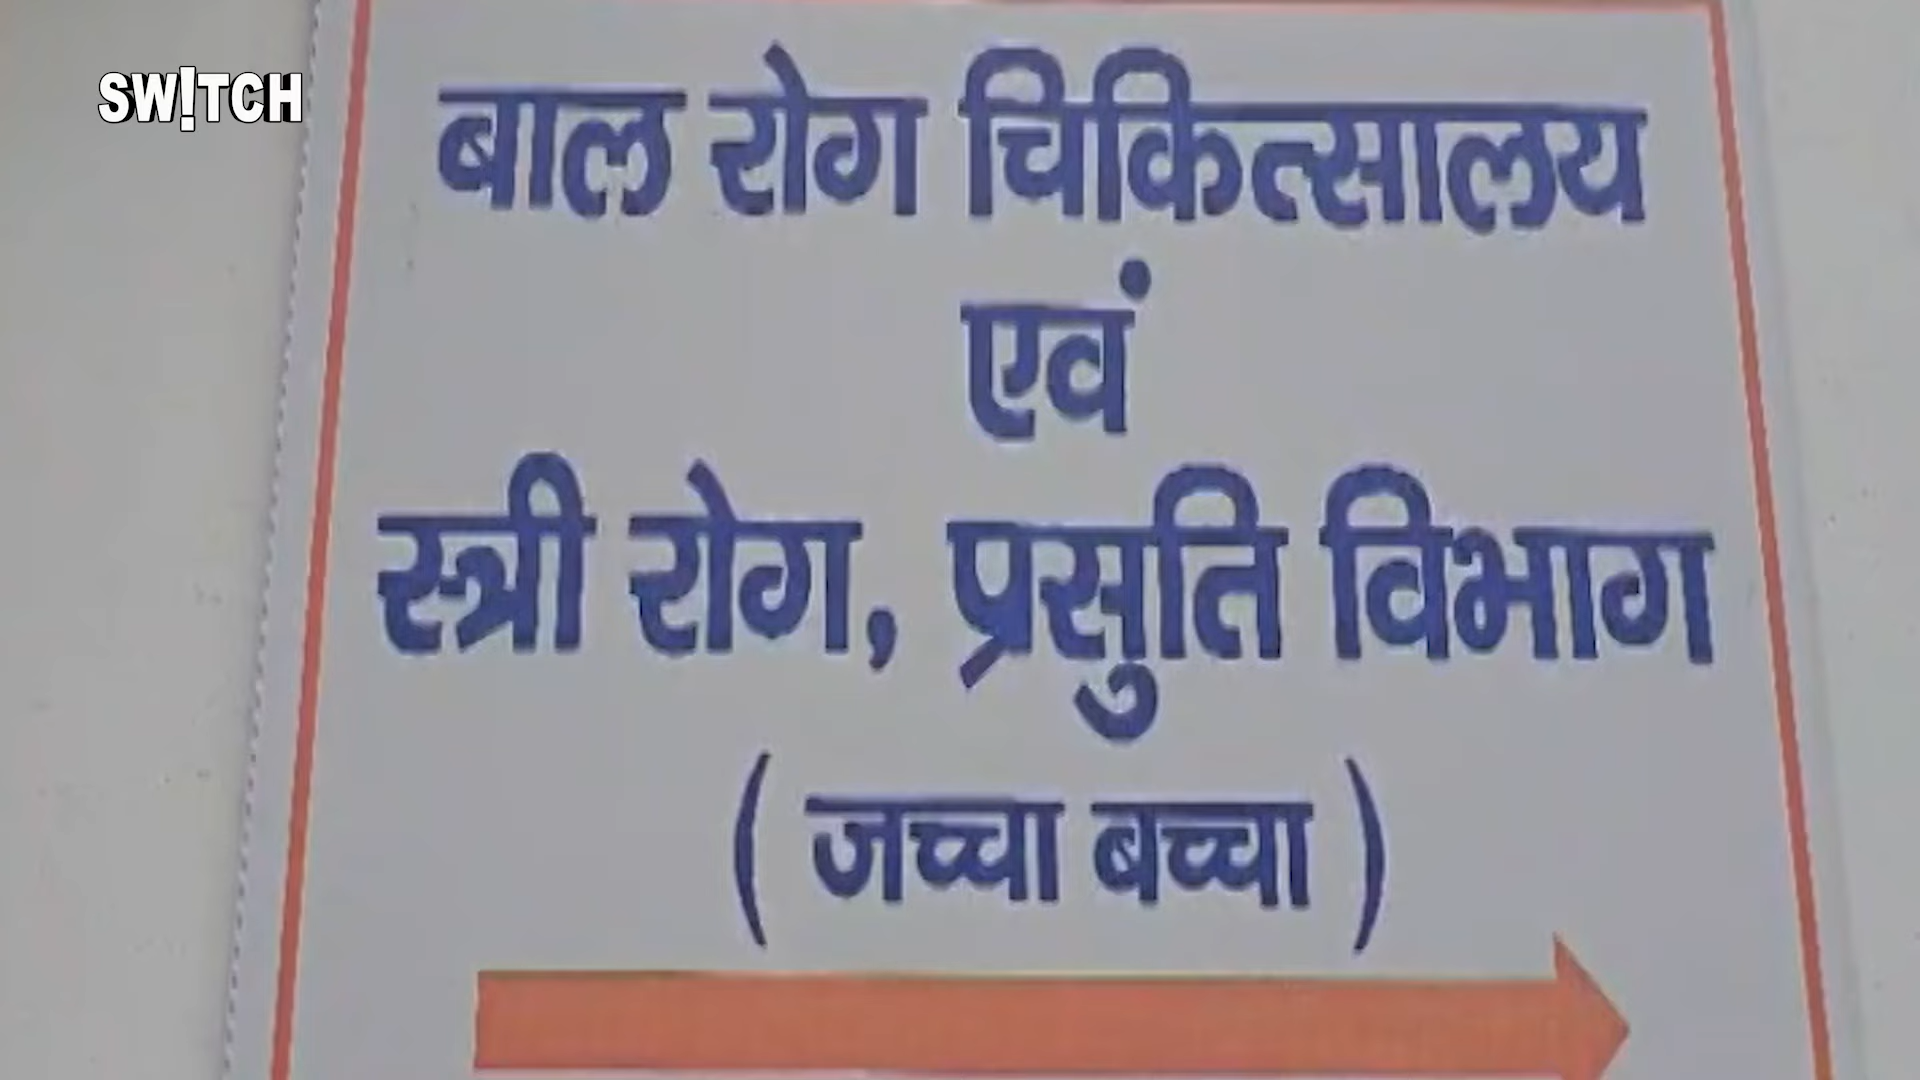 SW!TCH
बाल रोग चिकित्सालय
एवं
स्त्री रोग, प्रसुति विभाग
( जच्चा बच्चा )